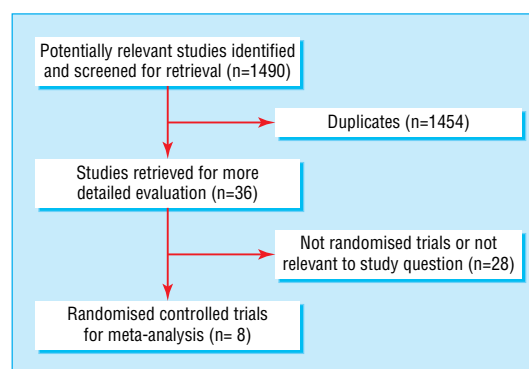 Potentially relevant studies identified
and screened for retrieval (n=1490)
Duplicates (n=1454)
Studies retrieved for more
detailed evaluation (n=36)
Not randomised trials or not
relevant to study question (n=28)
Randomised controlled trials
for meta-analysis (n= 8)